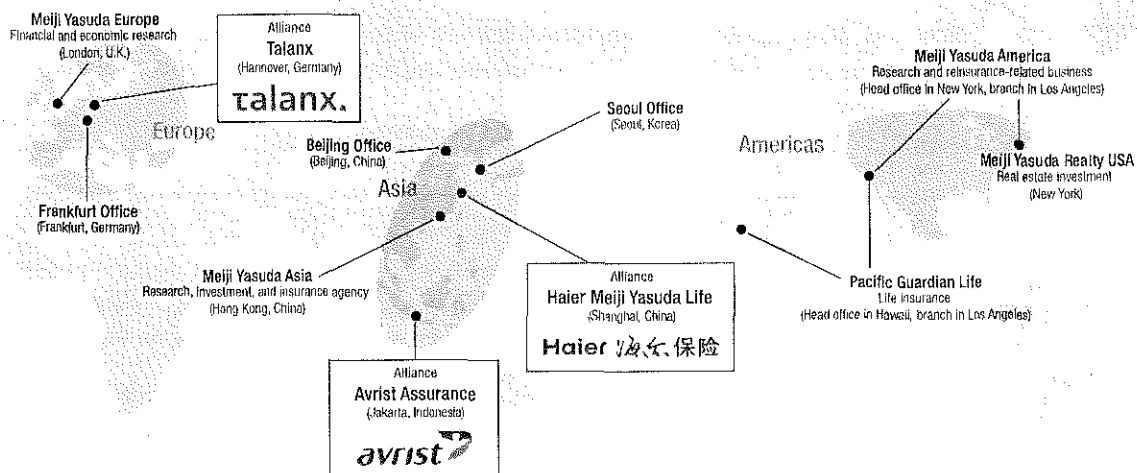 Meiji Yasuda Europe
Financial and economic research
(London, U.K.)
Alliance
Talanx
(Hannover, Germany)
talanx.
Europe
Frankfurt Office
(Frankfurt, Germany)
Beijing Office
(Beijing, China)
Seoul Office
(Seoul, Korea)
Asia
Meiji Yasuda Asia
Research, investment, and insurance agency
(Hong Kong, China)
Alliance
Haier Meiji Yasuda Life
(Shanghai, China)
Haier 海尔保险
Alliance
Avrist Assurance
(Jakarta, Indonesia)
avrist
Americas
Meiji Yasuda America
Research and reinsurance-related business
(Head office in New York, branch in Los Angeles)
Meiji Yasuda Realty USA
Real estate investment
(New York)
Pacific Guardian Life
Life insurance
(Head office in Hawaii, branch in Los Angeles)